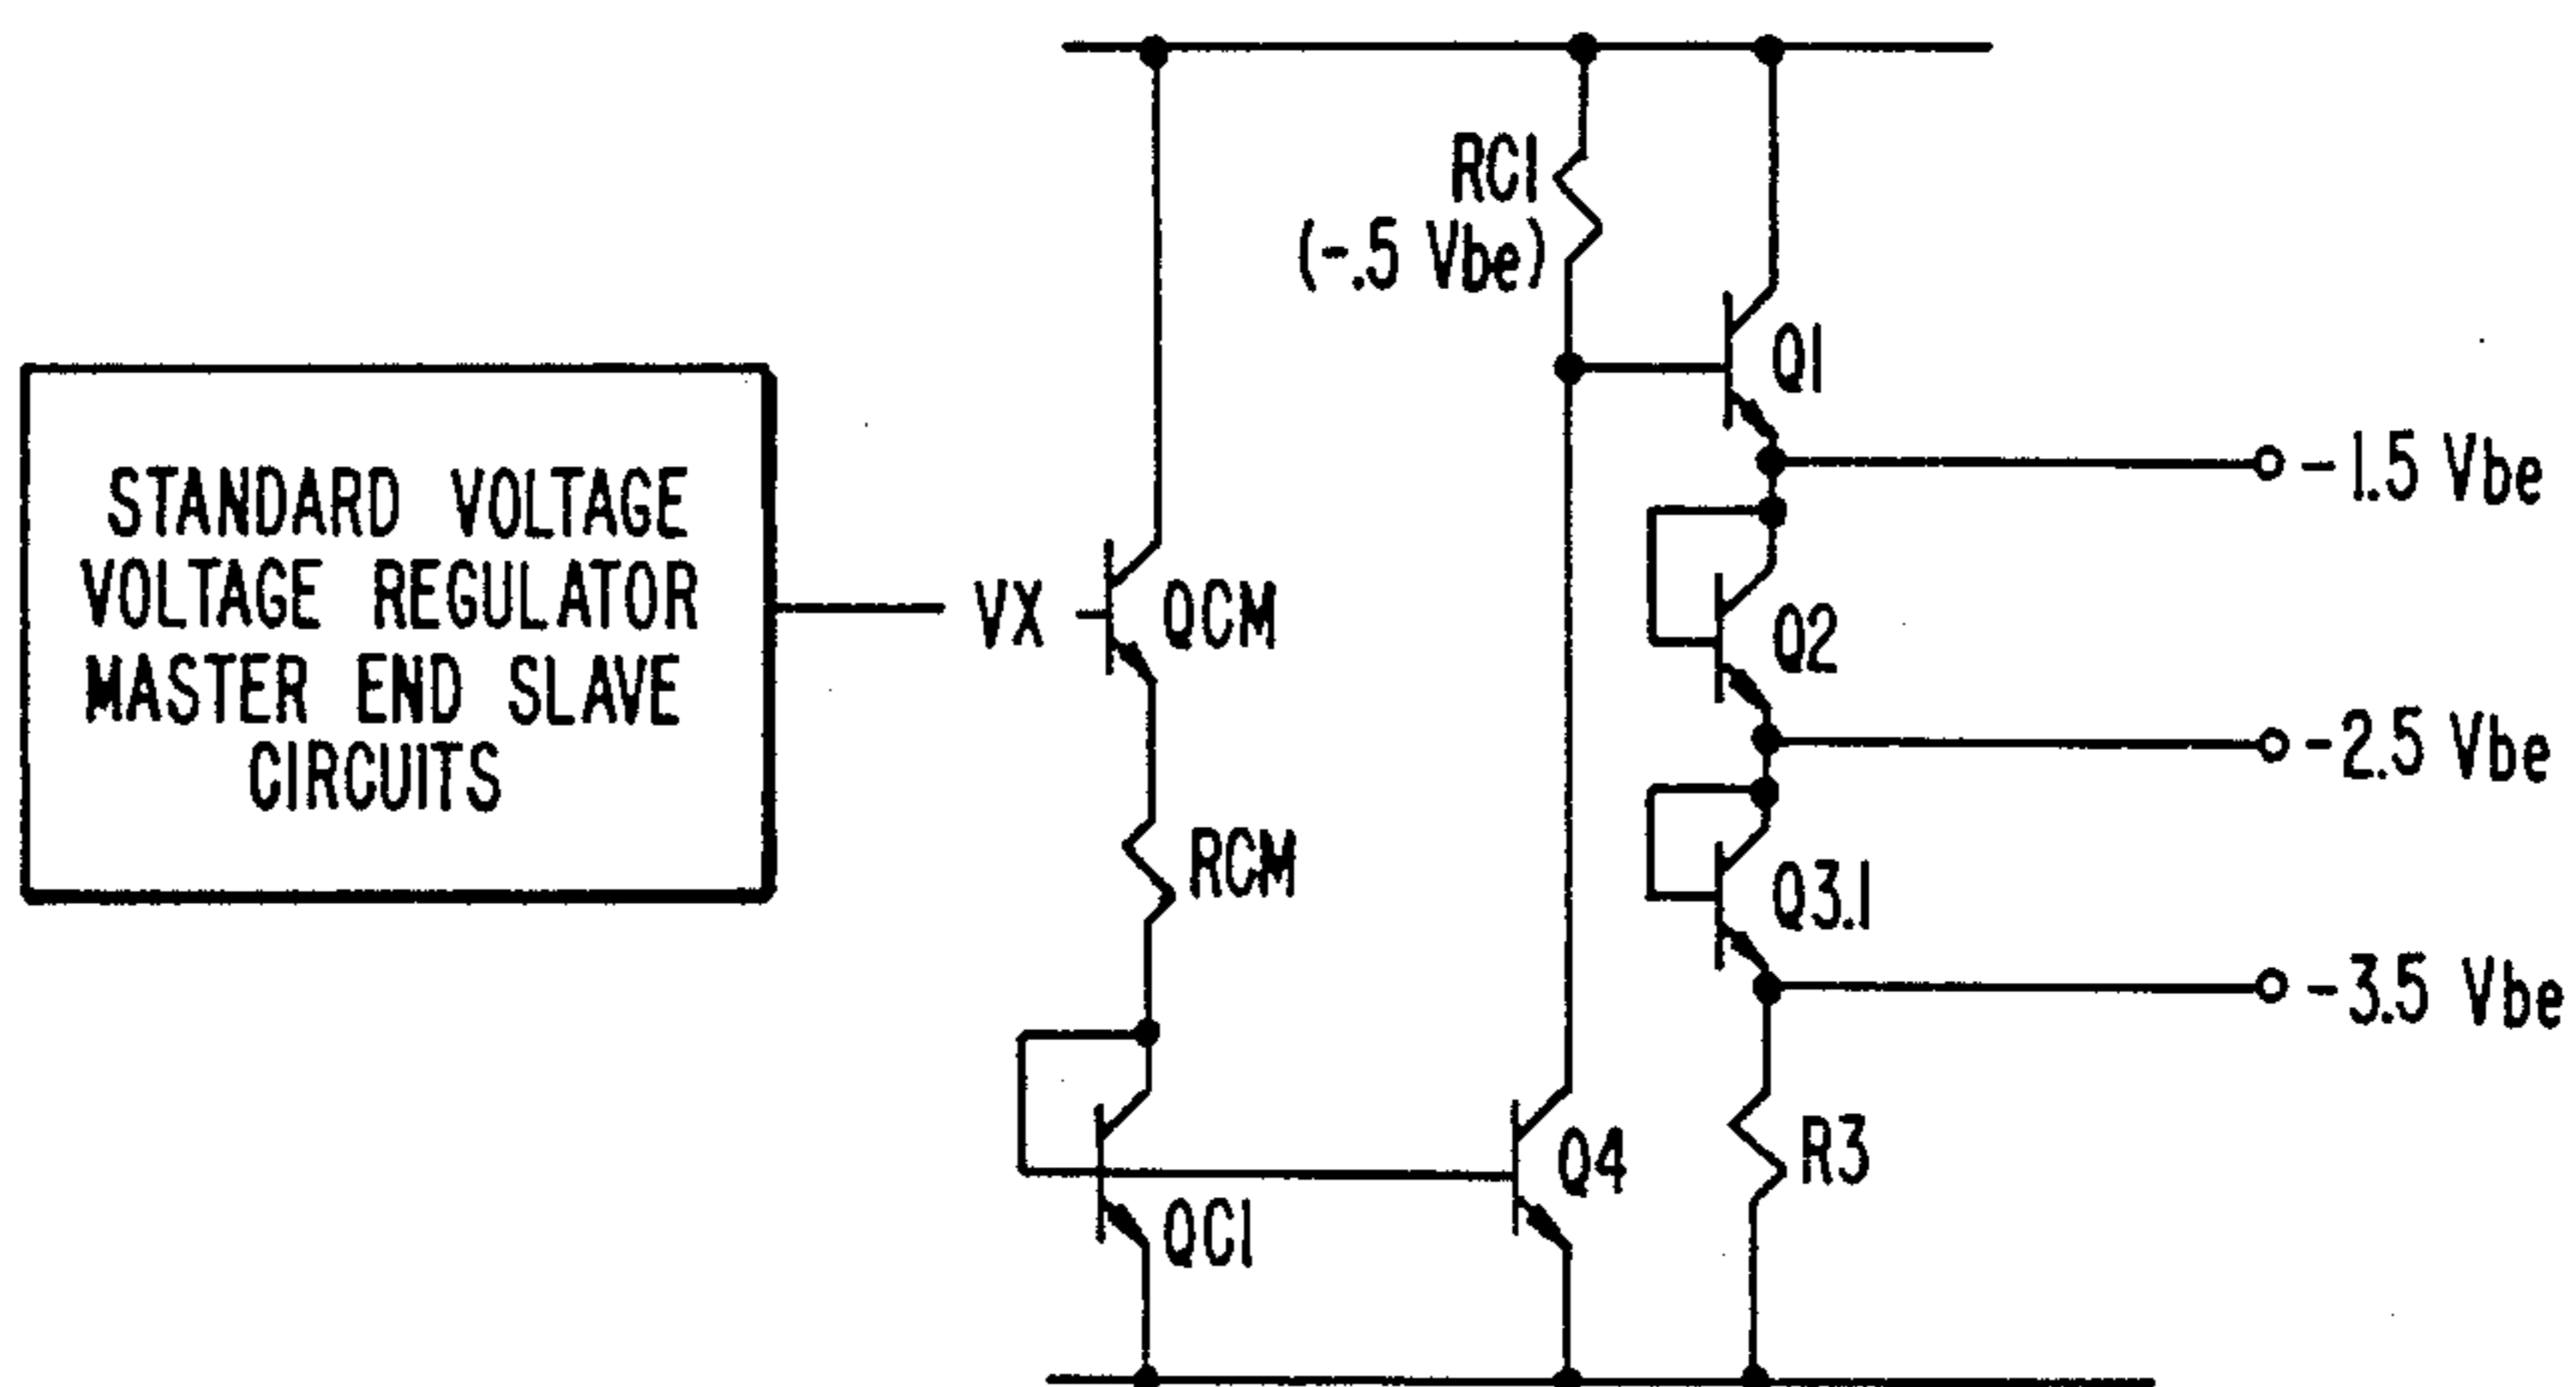 STANDARD VOLTAGE
VOLTAGE REGULATOR
MASTER END SLAVE
CIRCUITS
VX
QCM
RCM
QC1
RC1
(-.5 Vbe)
Q1
-1.5 Vbe
Q2
-2.5 Vbe
Q3.1
-3.5 Vbe
Q4
R3